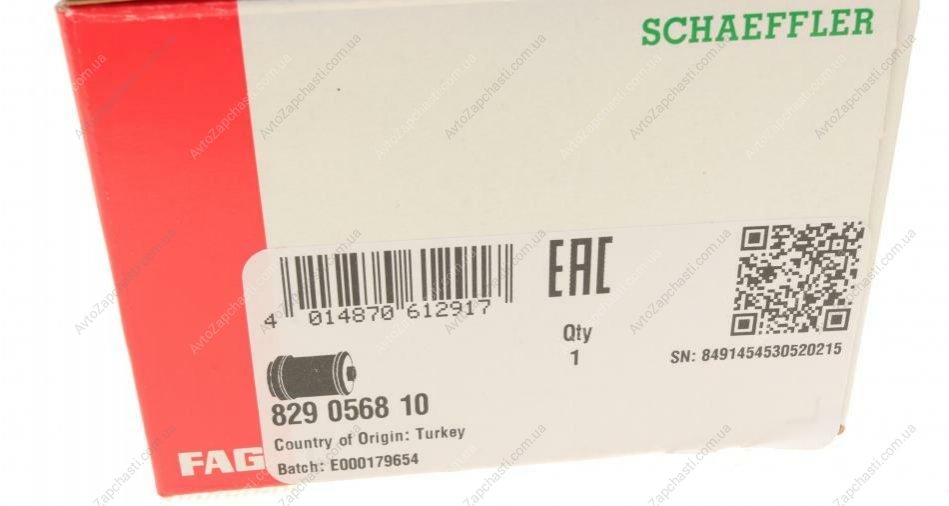 SCHAEFFLER
EAC
4 014870 612917
Qty
1
SN: 8491454530520215
829 0568 10
Country of Origin: Turkey
FAG
Batch: E000179654
AvtoZapchasti.com.ua